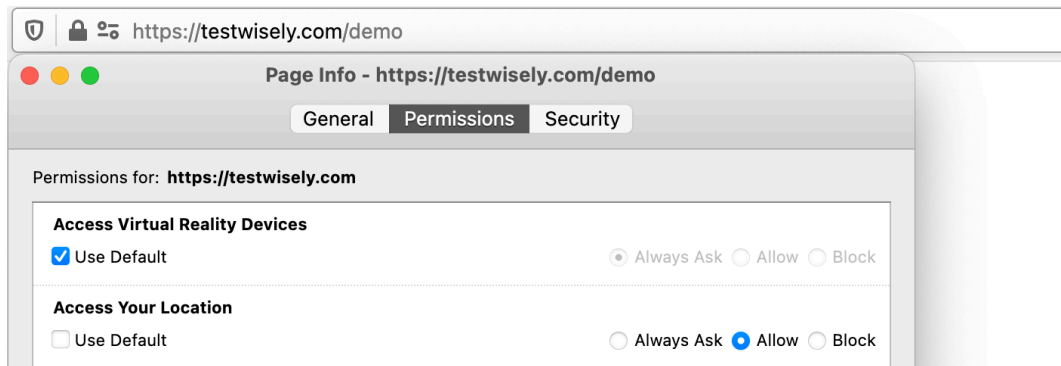 https://testwisely.com/demo
Page Info - https://testwisely.com/demo
General Permissions Security
Permissions for: https://testwisely.com
Access Virtual Reality Devices
Use Default Always Ask Allow Block
Access Your Location
Use Default Always Ask Allow Block